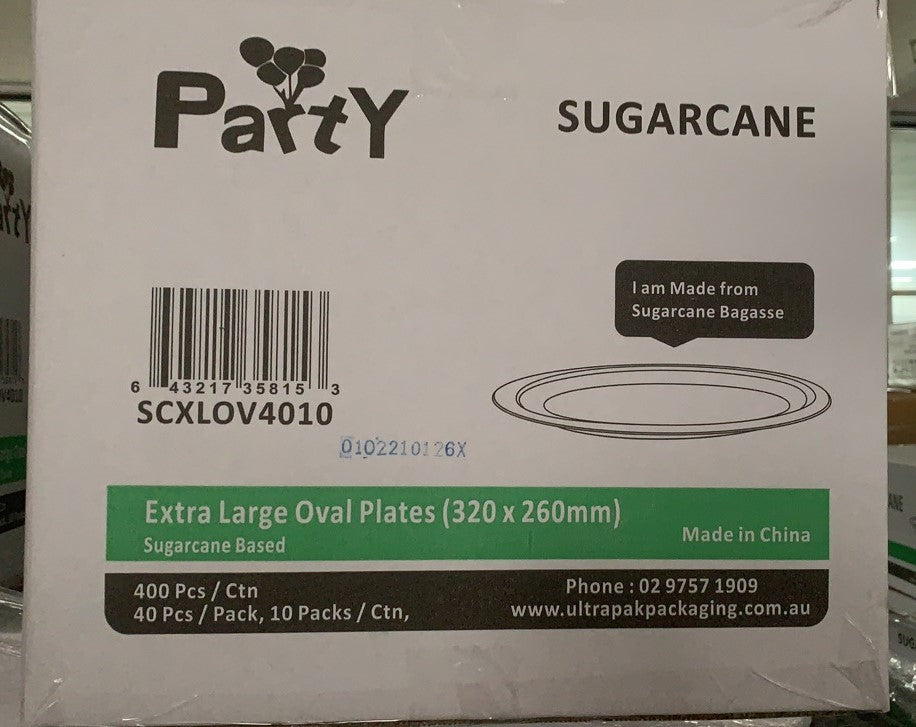 PartY
SUGARCANE
I am Made from
Sugarcane Bagasse
6 43217 35815 3
SCXLOV4010
0102210126X
Extra Large Oval Plates (320 x 260mm)
Sugarcane Based
Made in China
400 Pcs / Ctn
40 Pcs / Pack, 10 Packs / Ctn,
Phone : 02 9757 1909
www.ultrapakpackaging.com.au